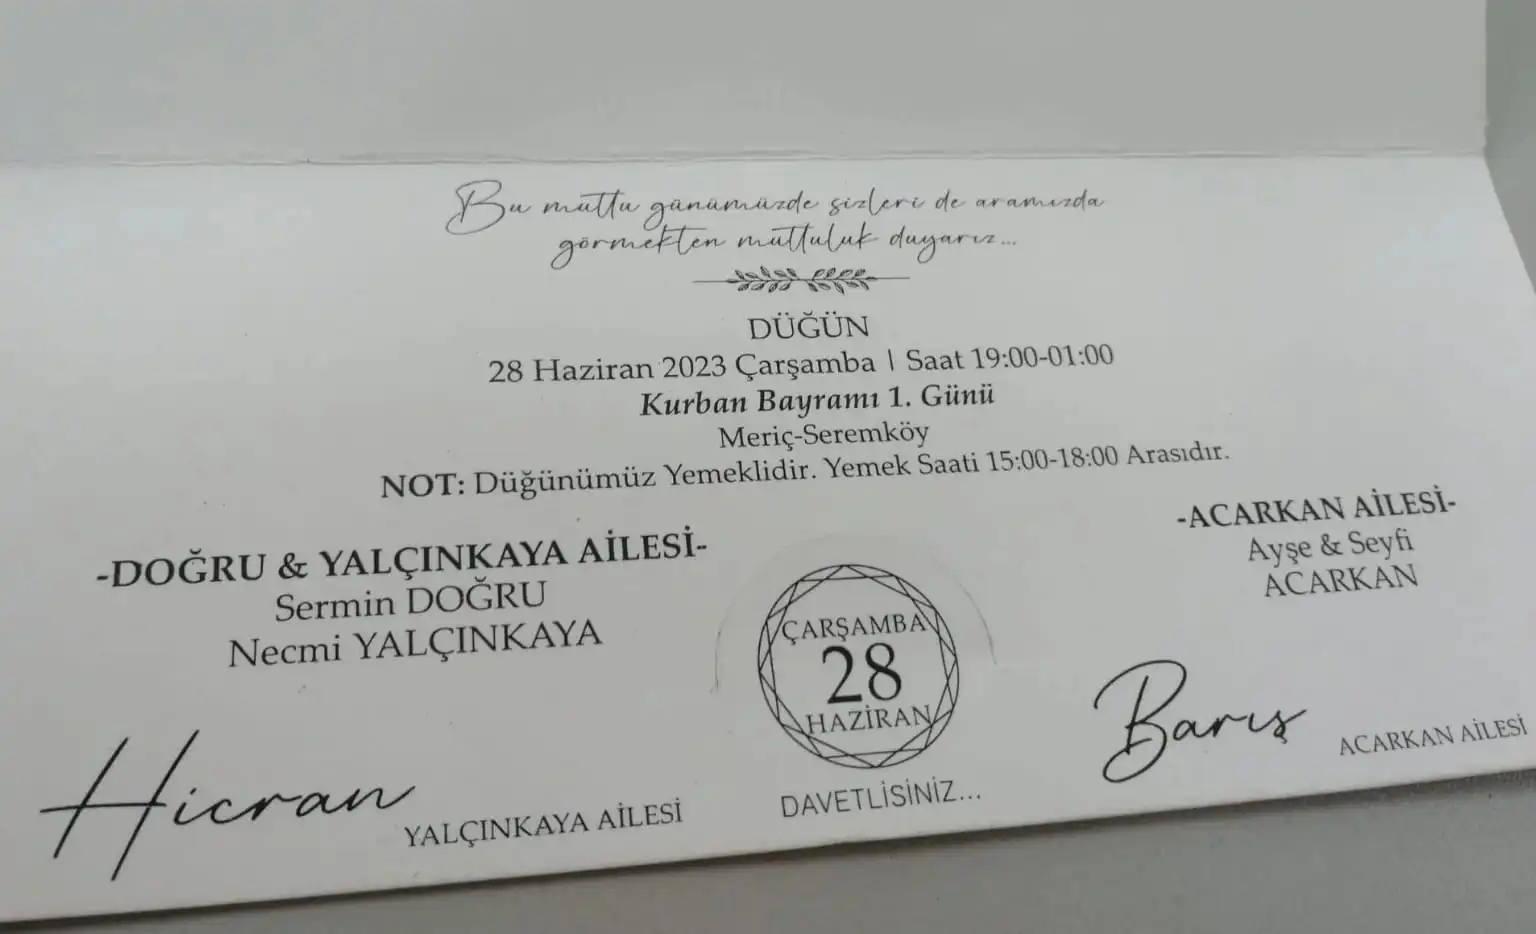 Bu mutlu günümüzde sizleri de aramızda
görmekten mutluluk duyarız...
DÜĞÜN
28 Haziran 2023 Çarşamba | Saat 19:00-01:00
Kurban Bayramı 1. Günü
Meriç-Seremköy
NOT: Düğünümüz Yemeklidir. Yemek Saati 15:00-18:00 Arasıdır.
-DOĞRU & YALÇINKAYA AİLESİ-
Sermin DOĞRU
Necmi YALÇINKAYA
-ACARKAN AİLESİ-
Ayşe & Seyfi
ACARKAN
ÇARŞAMBA
28
HAZİRAN
Hicran
YALÇINKAYA AİLESİ
DAVETLİSİNİZ...
Barış
ACARKAN AİLESİ